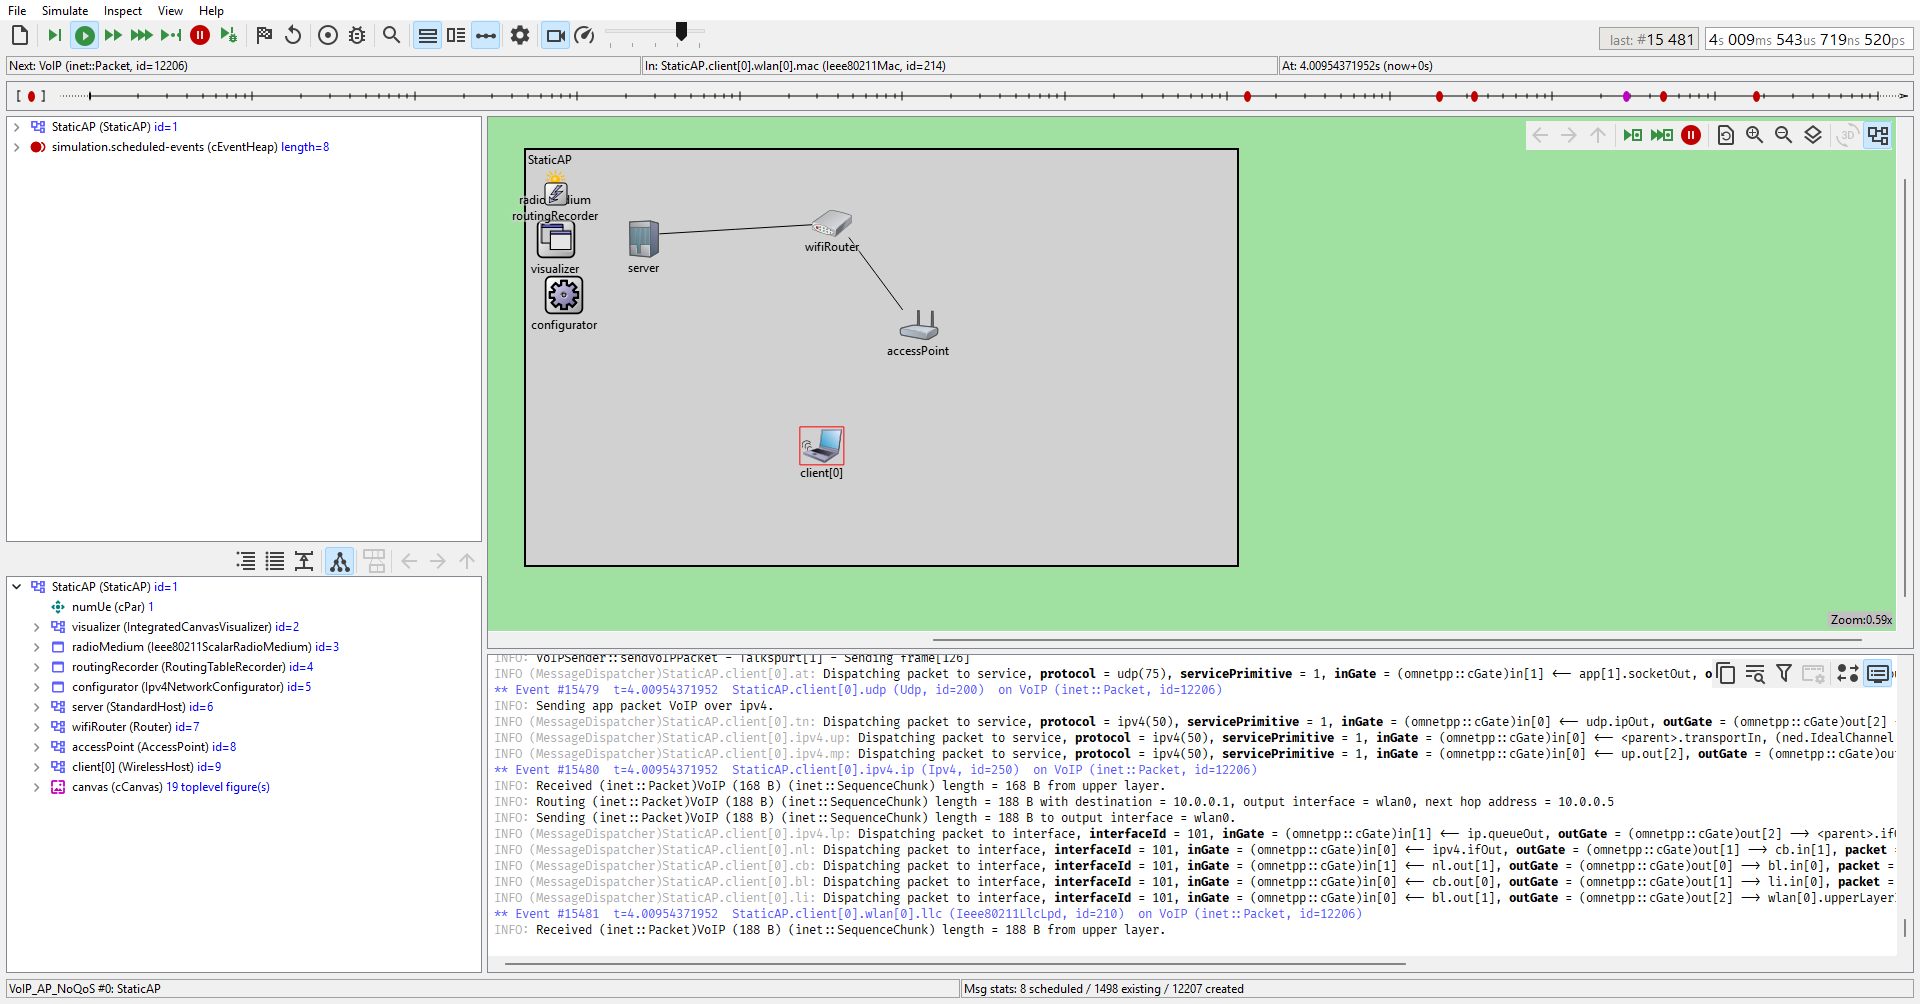 File Simulate Inspect View Help
last: #15 481
4s 009ms 543us 719ns 520ps
Next: VoIP (inet::Packet, id=12206)
In: StaticAP.client[0].wlan[0].mac (Ieee80211Mac, id=214)
At: 4.00954371952s (now+0s)
StaticAP (StaticAP) id=1
simulation.scheduled-events (cEventHeap) length=8
StaticAP (StaticAP) id=1
numUe (cPar) 1
visualizer (IntegratedCanvasVisualizer) id=2
radioMedium (Ieee80211ScalarRadioMedium) id=3
routingRecorder (RoutingTableRecorder) id=4
configurator (Ipv4NetworkConfigurator) id=5
server (StandardHost) id=6
wifiRouter (Router) id=7
accessPoint (AccessPoint) id=8
client[0] (WirelessHost) id=9
canvas (cCanvas) 19 toplevel figure(s)
3D
StaticAP
routingRecorder
visualizer
configurator
server
wifiRouter
accessPoint
client[0]
Zoom:0.59x
INFO: VoIPSender::sendVoIPPacket - Talkspurt[1] - Sending frame[126]
INFO (MessageDispatcher)StaticAP.client[0].at: Dispatching packet to service, protocol = udp(75), servicePrimitive = 1, inGate = (omnetpp::cGate)in[1] <-- app[1].socketOut,
** Event #15479 t=4.00954371952 StaticAP.client[0].udp (Udp, id=200) on VoIP (inet::Packet, id=12206)
INFO: Sending app packet VoIP over ipv4.
INFO (MessageDispatcher)StaticAP.client[0].tn: Dispatching packet to service, protocol = ipv4(50), servicePrimitive = 1, inGate = (omnetpp::cGate)in[0] <-- udp.ipOut, outGate = (omnetpp::cGate)out[2]
INFO (MessageDispatcher)StaticAP.client[0].ipv4.up: Dispatching packet to service, protocol = ipv4(50), servicePrimitive = 1, inGate = (omnetpp::cGate)in[0] <-- <parent>.transportIn, (ned.IdealChannel
INFO (MessageDispatcher)StaticAP.client[0].ipv4.mp: Dispatching packet to service, protocol = ipv4(50), servicePrimitive = 1, inGate = (omnetpp::cGate)in[0] <-- up.out[2], outGate = (omnetpp::cGate)ou
** Event #15480 t=4.00954371952 StaticAP.client[0].ipv4.ip (Ipv4, id=250) on VoIP (inet::Packet, id=12206)
INFO: Received (inet::Packet)VoIP (168 B) (inet::SequenceChunk) length = 168 B from upper layer.
INFO: Routing (inet::Packet)VoIP (188 B) (inet::SequenceChunk) length = 188 B with destination = 10.0.0.1, output interface = wlan0, next hop address = 10.0.0.5
INFO: Sending (inet::Packet)VoIP (188 B) (inet::SequenceChunk) length = 188 B to output interface = wlan0.
INFO (MessageDispatcher)StaticAP.client[0].ipv4.lp: Dispatching packet to interface, interfaceId = 101, inGate = (omnetpp::cGate)in[1] <-- ip.queueOut, outGate = (omnetpp::cGate)out[2] --> <parent>.if
INFO (MessageDispatcher)StaticAP.client[0].nl: Dispatching packet to interface, interfaceId = 101, inGate = (omnetpp::cGate)in[0] <-- ipv4.ifOut, outGate = (omnetpp::cGate)out[1] --> cb.in[1], packet =
INFO (MessageDispatcher)StaticAP.client[0].cb: Dispatching packet to interface, interfaceId = 101, inGate = (omnetpp::cGate)in[1] <-- nl.out[1], outGate = (omnetpp::cGate)out[0] --> bl.in[0], packet =
INFO (MessageDispatcher)StaticAP.client[0].bl: Dispatching packet to interface, interfaceId = 101, inGate = (omnetpp::cGate)in[0] <-- cb.out[0], outGate = (omnetpp::cGate)out[1] --> li.in[0], packet =
INFO (MessageDispatcher)StaticAP.client[0].li: Dispatching packet to interface, interfaceId = 101, inGate = (omnetpp::cGate)in[0] <-- bl.out[1], outGate = (omnetpp::cGate)out[2] --> wlan[0].upperLayer
** Event #15481 t=4.00954371952 StaticAP.client[0].wlan[0].llc (Ieee80211LlcLpd, id=210) on VoIP (inet::Packet, id=12206)
INFO: Received (inet::Packet)VoIP (188 B) (inet::SequenceChunk) length = 188 B from upper layer.
VoIP_AP_NoQoS #0: StaticAP
Msg stats: 8 scheduled / 1498 existing / 12207 created